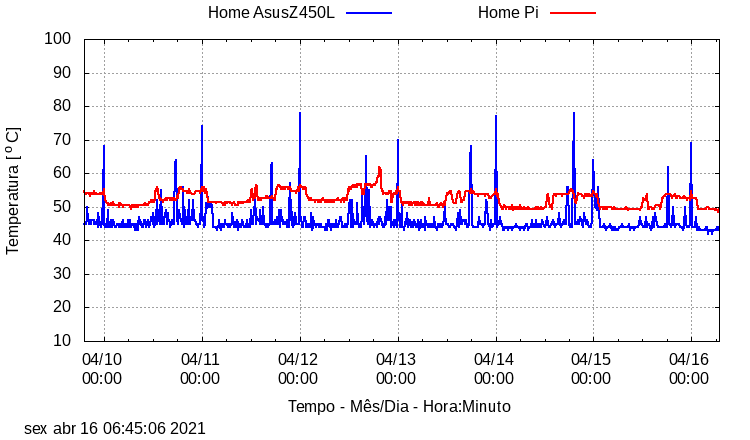 Home AsusZ450L Home Pi
100
90
80
70
60
50
40
30
20
10
Temperatura [ º C]
04/10 04/11 04/12 04/13 04/14 04/15 04/16
00:00 00:00 00:00 00:00 00:00 00:00 00:00
Tempo - Mês/Dia - Hora:Minuto
sex abr 16 06:45:06 2021